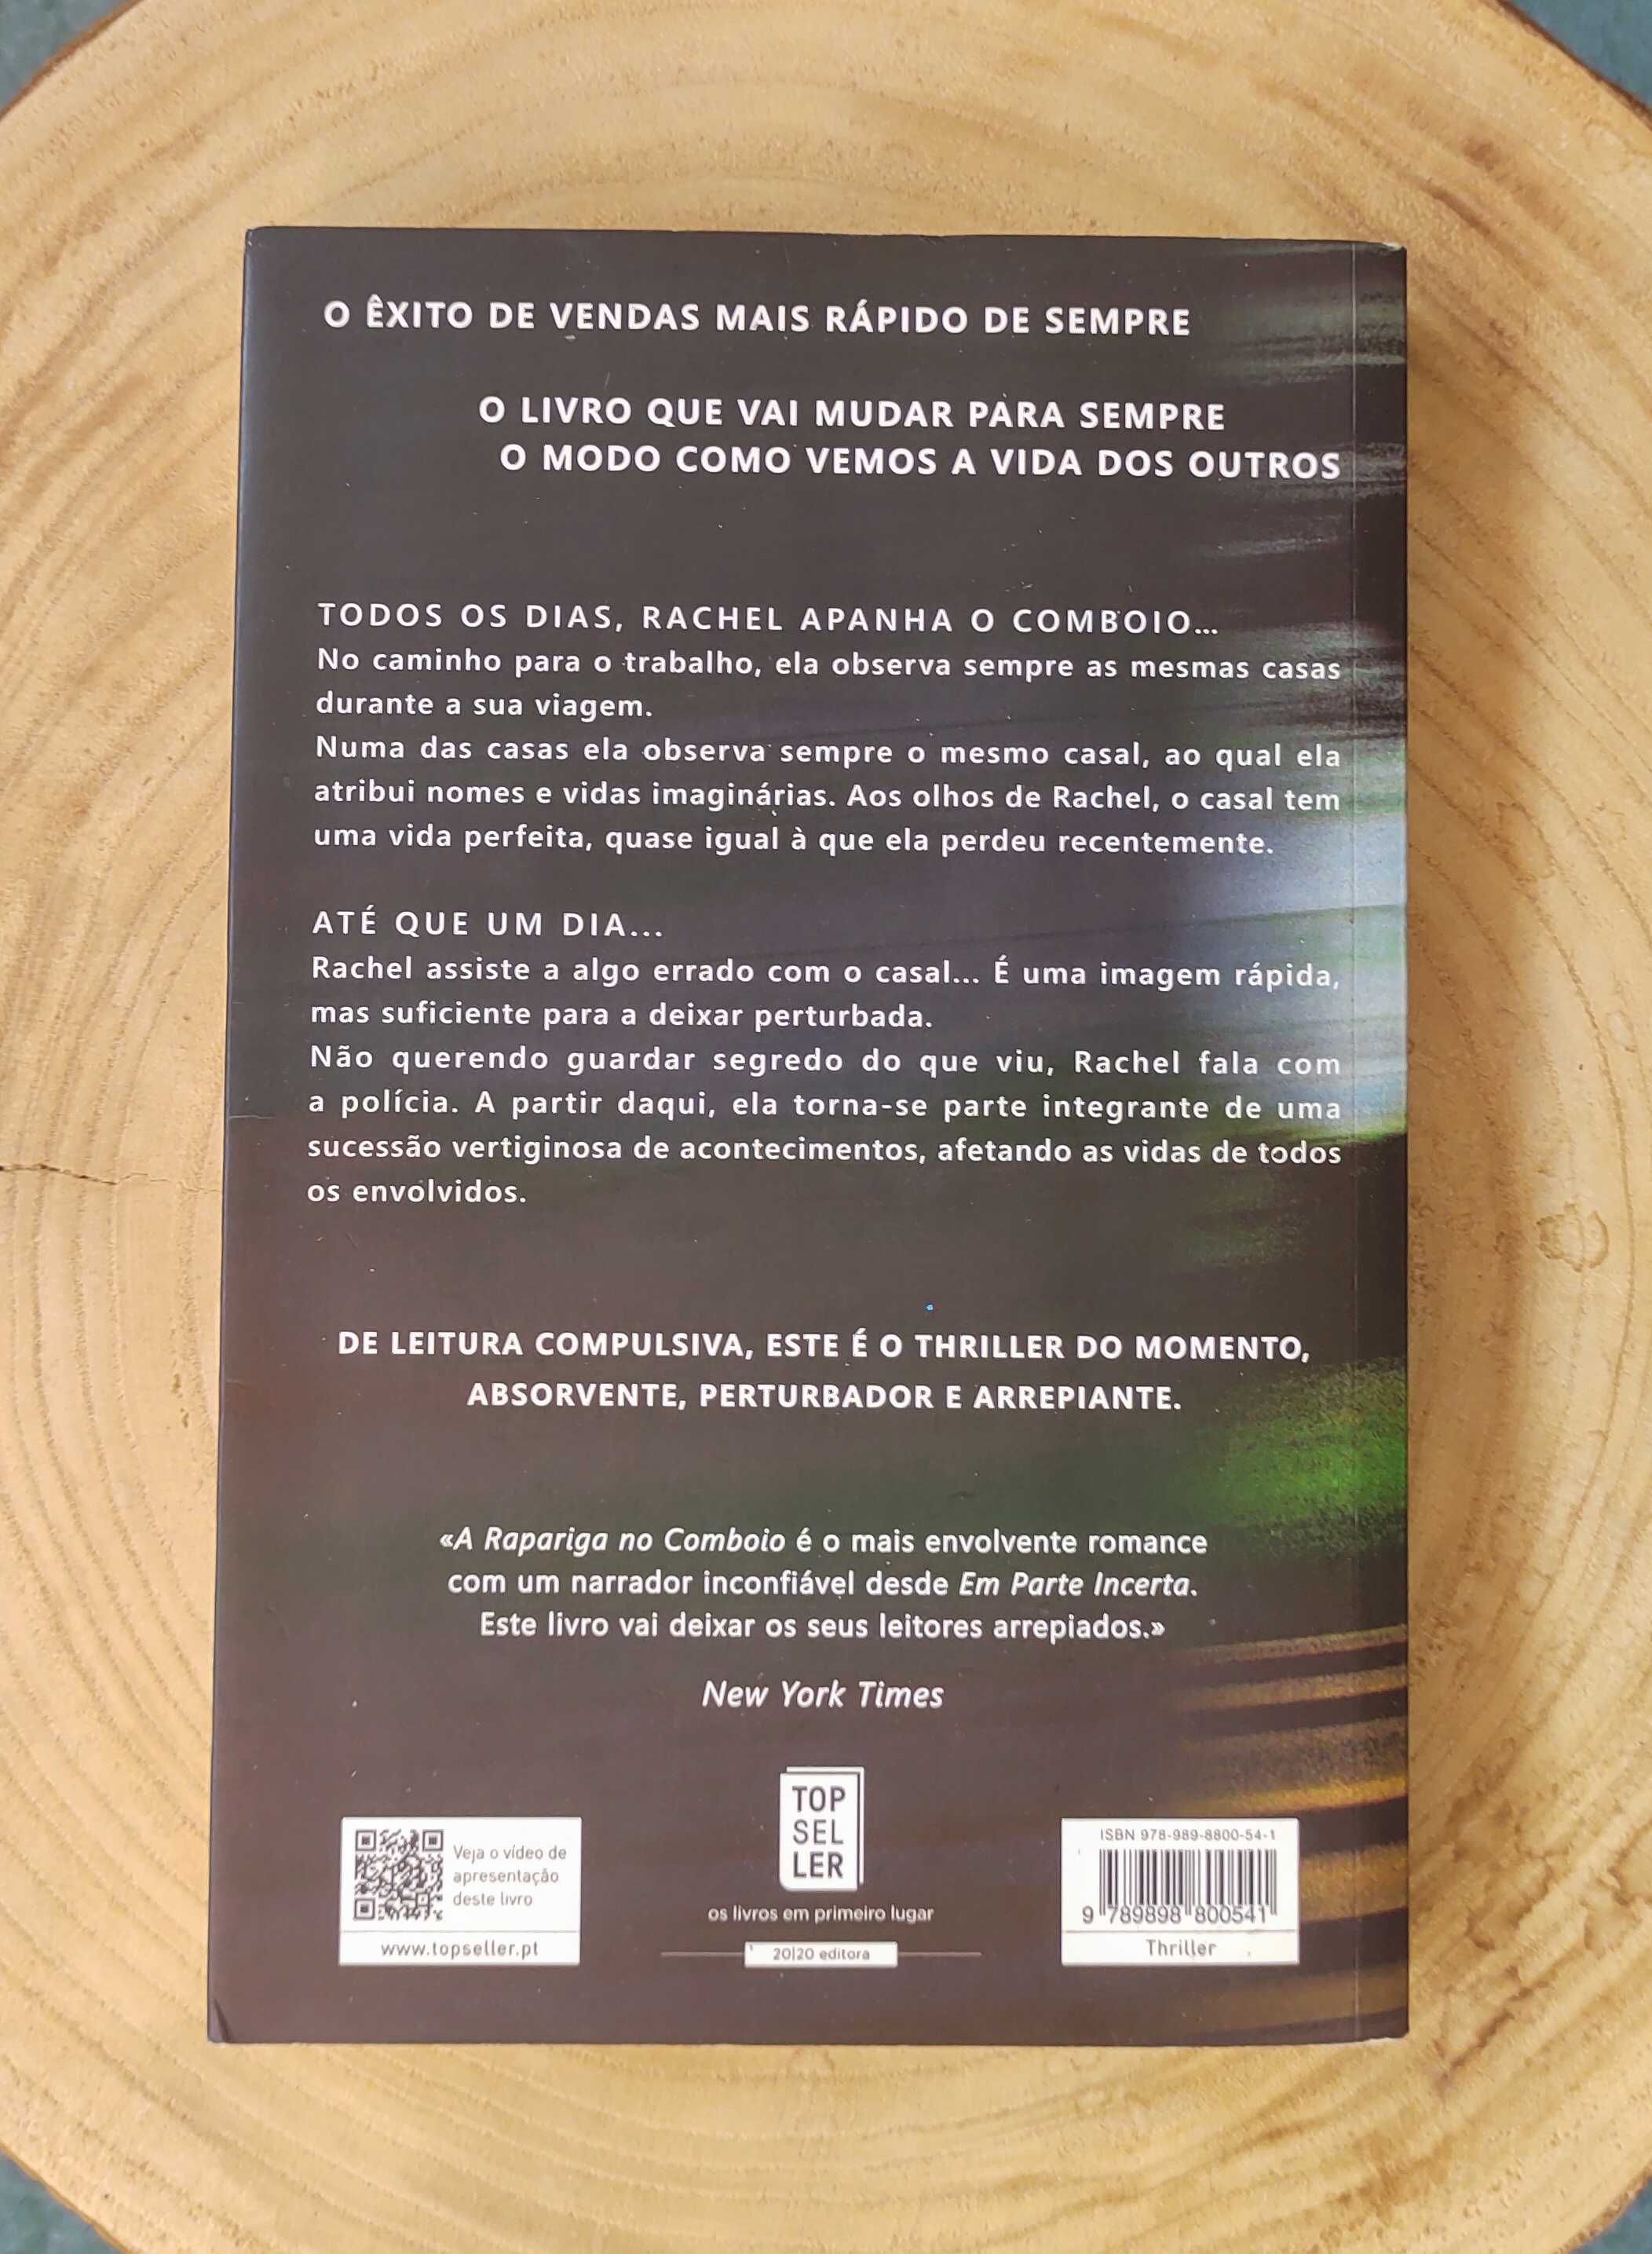 O ÊXITO DE VENDAS MAIS RÁPIDO DE SEMPRE
O LIVRO QUE VAI MUDAR PARA SEMPRE
O MODO COMO VEMOS A VIDA DOS OUTROS
TODOS OS DIAS, RACHEL APANHA O COMBOIO...
No caminho para o trabalho, ela observa sempre as mesmas casas
durante a sua viagem.
Numa das casas ela observa sempre o mesmo casal, ao qual ela
atribui nomes e vidas imaginárias. Aos olhos de Rachel, o casal tem
uma vida perfeita, quase igual à que ela perdeu recentemente.
ATÉ QUE UM DIA...
Rachel assiste a algo errado com o casal... É uma imagem rápida,
mas suficiente para a deixar perturbada.
Não querendo guardar segredo do que viu, Rachel fala com
a polícia. A partir daqui, ela torna-se parte integrante de uma
sucessão vertiginosa de acontecimentos, afetando as vidas de todos
os envolvidos.
DE LEITURA COMPULSIVA, ESTE É O THRILLER DO MOMENTO,
ABSORVENTE, PERTURBADOR E ARREPIANTE.
«A Rapariga no Comboio é o mais envolvente romance
com um narrador inconfiável desde Em Parte Incerta.
Este livro vai deixar os seus leitores arrepiados.»
New York Times
Veja o vídeo de
apresentação
deste livro
www.topseller.pt
TOP
SEL
LER
os livros em primeiro lugar
20|20 editora
ISBN 978-989-8800-54-1
9 789898 800541
Thriller